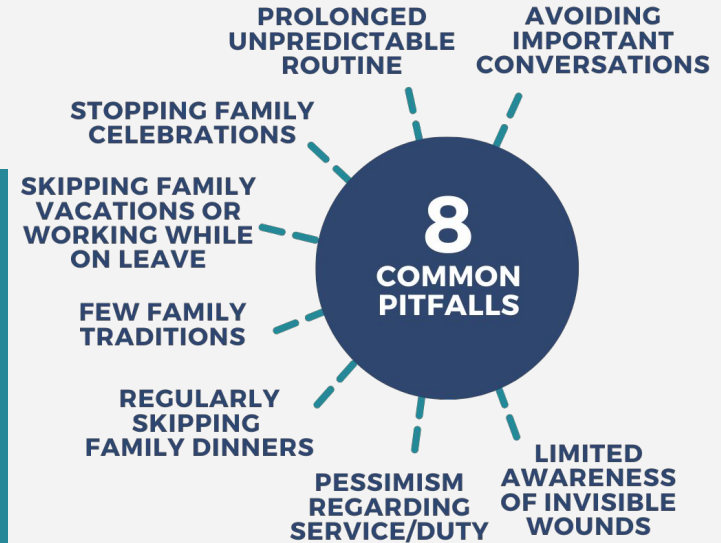 PROLONGED
UNPREDICTABLE
ROUTINE
AVOIDING
IMPORTANT
CONVERSATIONS
STOPPING FAMILY
CELEBRATIONS
SKIPPING FAMILY
VACATIONS OR
WORKING WHILE
ON LEAVE
8
COMMON
PITFALLS
FEW FAMILY
TRADITIONS
REGULARLY
SKIPPING
FAMILY DINNERS
PESSIMISM
REGARDING
SERVICE/DUTY
LIMITED
AWARENESS
OF INVISIBLE
WOUNDS